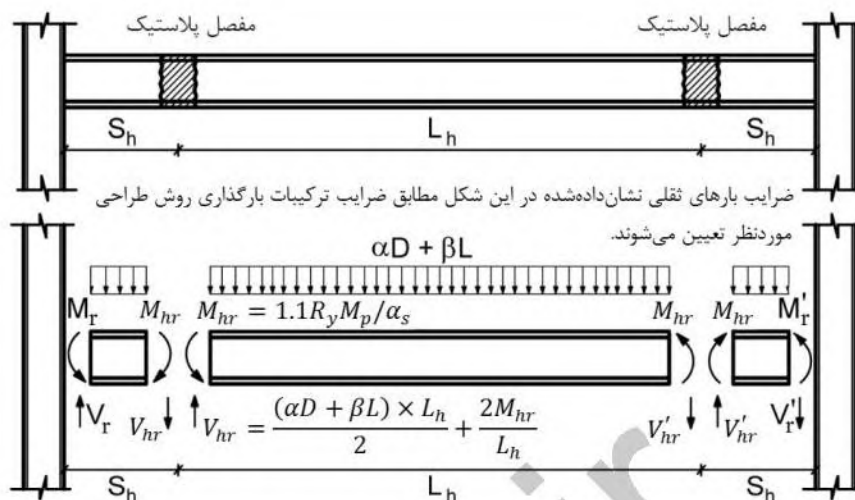 مفصل پلاستیک مفصل پلاستیک
S_h L_h S_h
ضرایب بارهای ثقلی نشان‌داده‌شده در این شکل مطابق ضرایب ترکیبات بارگذاری روش طراحی
موردنظر تعیین می‌شوند.
αD + βL
M_r M_hr M_hr = 1.1R_yM_p/α_s M_hr M_hr M'_r
V_r V_hr V_hr = (αD + βL) × L_h / 2 + 2M_hr / L_h V'_hr V'_hr V'_r
S_h L_h S_h